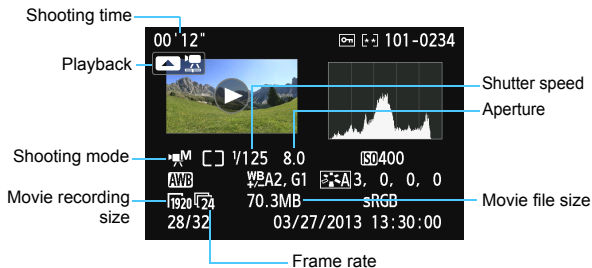 Shooting time
00'12" 101-0234
Playback
Shutter speed
Aperture
Shooting mode M 1/125 8.0 ISO400
AWB WB A2, G1 A 3, 0, 0, 0
Movie recording size 1920 24 70.3MB sRGB Movie file size
28/32 03/27/2013 13:30:00
Frame rate